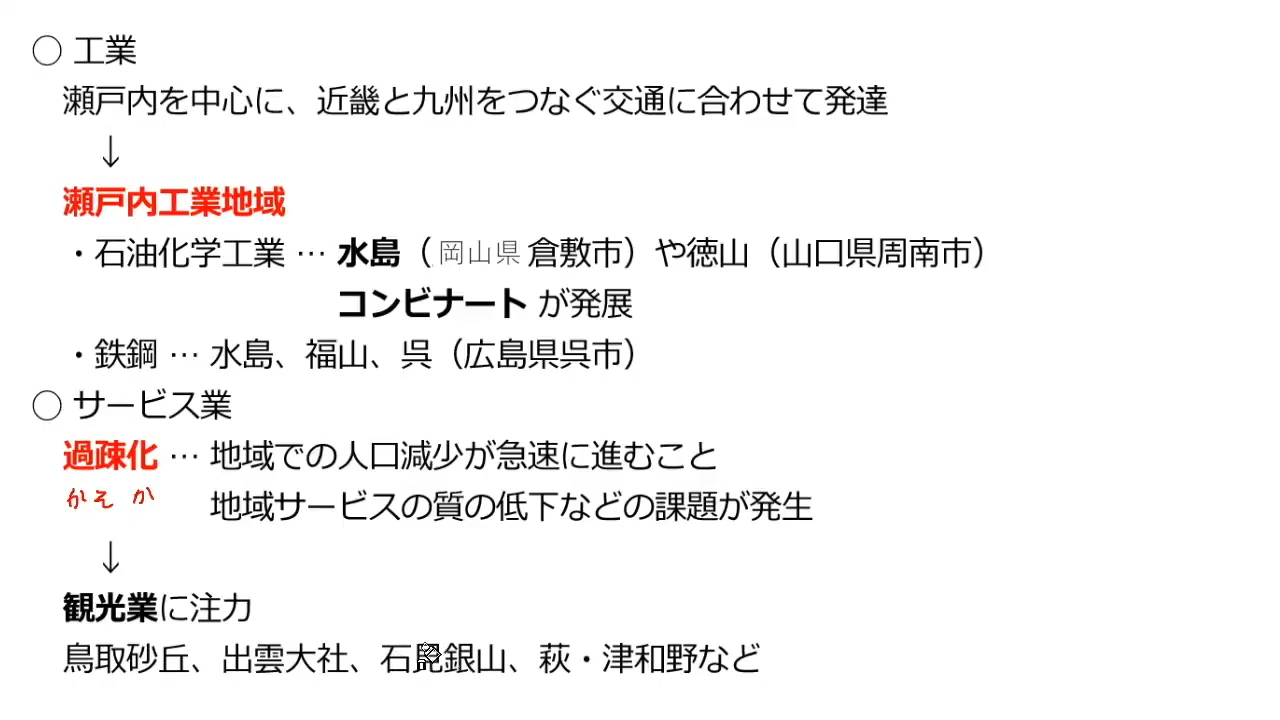 ○ 工業
瀬戸内を中心に、近畿と九州をつなぐ交通に合わせて発達
↓
瀬戸内工業地域
・石油化学工業 … 水島（岡山県倉敷市）や徳山（山口県周南市）
コンビナート が発展
・鉄鋼 … 水島、福山、呉（広島県呉市）
○ サービス業
過疎化 … 地域での人口減少が急速に進むこと
かそ か 地域サービスの質の低下などの課題が発生
↓
観光業に注力
鳥取砂丘、出雲大社、石見銀山、萩・津和野など